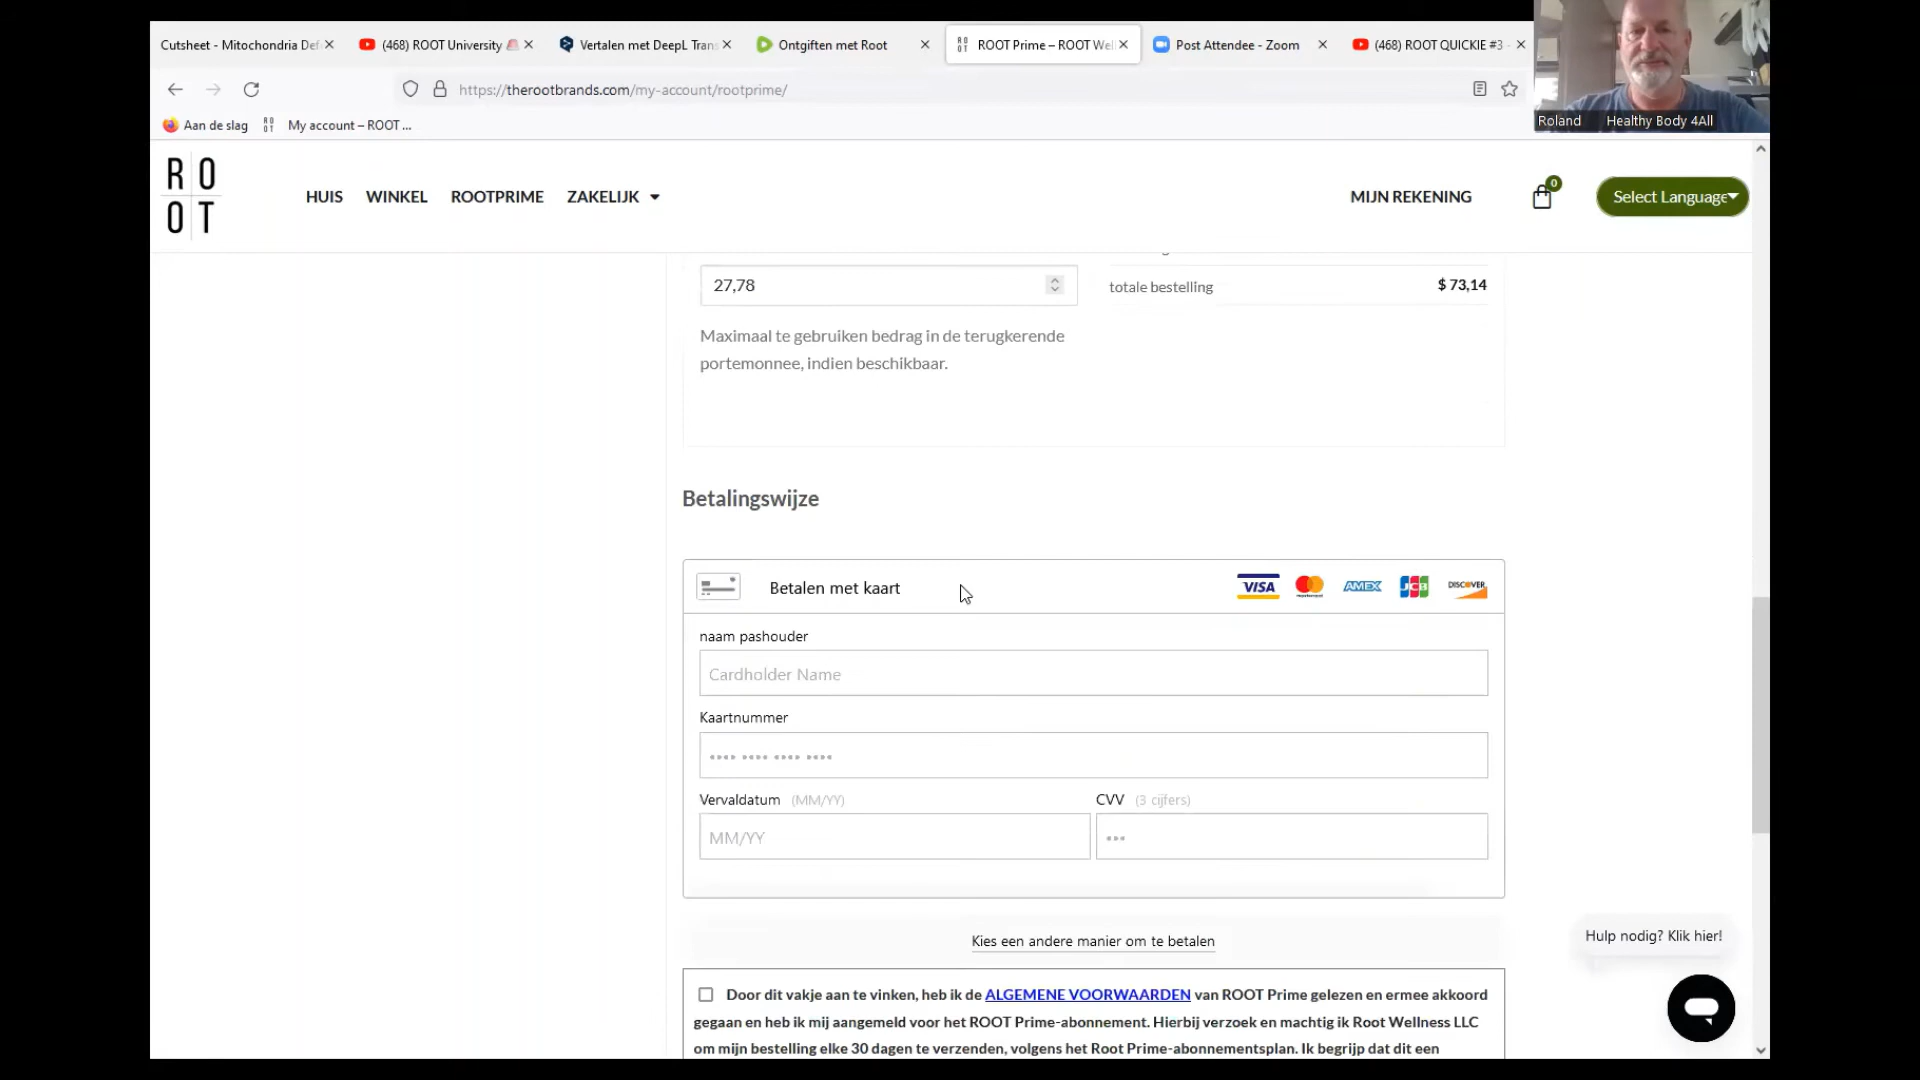 Cutsheet - Mitochondria Def
(468) ROOT University
Vertalen met DeepL Trans
Ontgiften met Root
ROOT Prime – ROOT Wel
Post Attendee - Zoom
(468) ROOT QUICKIE #3 -
https://therootbrands.com/my-account/rootprime/
Roland Healthy Body 4All
Aan de slag
My account – ROOT ...
RO
OT
HUIS
WINKEL
ROOTPRIME
ZAKELIJK
MIJN REKENING
0
Select Language
27,78
totale bestelling
$ 73,14
Maximaal te gebruiken bedrag in de terugkerende
portemonnee, indien beschikbaar.
Betalingswijze
Betalen met kaart
VISA
mastercard
AMEX
JCB
DISCOVER
naam pashouder
Cardholder Name
Kaartnummer
•••• •••• •••• ••••
Vervaldatum (MM/YY)
CVV (3 cijfers)
MM/YY
•••
Kies een andere manier om te betalen
Hulp nodig? Klik hier!
Door dit vakje aan te vinken, heb ik de ALGEMENE VOORWAARDEN van ROOT Prime gelezen en ermee akkoord
gegaan en heb ik mij aangemeld voor het ROOT Prime-abonnement. Hierbij verzoek en machtig ik Root Wellness LLC
om mijn bestelling elke 30 dagen te verzenden, volgens het Root Prime-abonnementsplan. Ik begrijp dat dit een